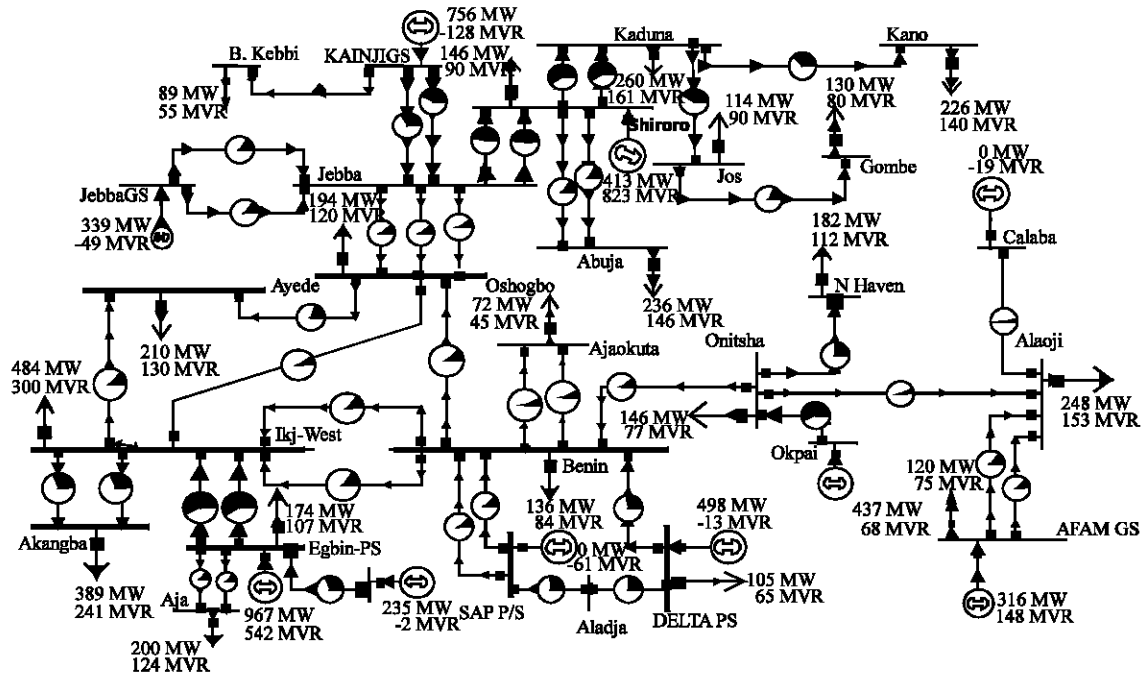 756 MW
-128 MVR
Kaduna
Kano
B. Kebbi
KAINJIGS
146 MW
90 MVR
89 MW
55 MVR
260 MW
161 MVR
130 MW
80 MVR
226 MW
140 MVR
114 MW
90 MVR
Shiroro
0 MW
-19 MVR
JebbaGS
Jebba
413 MW
823 MVR
Jos
Gombe
339 MW
-49 MVR
194 MW
120 MVR
182 MW
112 MVR
Abuja
Calaba
Ayede
Oshogbo
72 MW
45 MVR
236 MW
146 MVR
N Haven
210 MW
130 MVR
Ajaokuta
Onitsha
Alaoji
484 MW
300 MVR
Ikj-West
146 MW
77 MVR
248 MW
153 MVR
Benin
Okpai
174 MW
107 MVR
136 MW
84 MVR
498 MW
-13 MVR
120 MW
75 MVR
437 MW
68 MVR
Akangba
Egbin-PS
0 MW
-61 MVR
AFAM GS
389 MW
241 MVR
Aja
967 MW
542 MVR
235 MW
-2 MVR
SAP P/S
Aladja
DELTA PS
105 MW
65 MVR
316 MW
148 MVR
200 MW
124 MVR